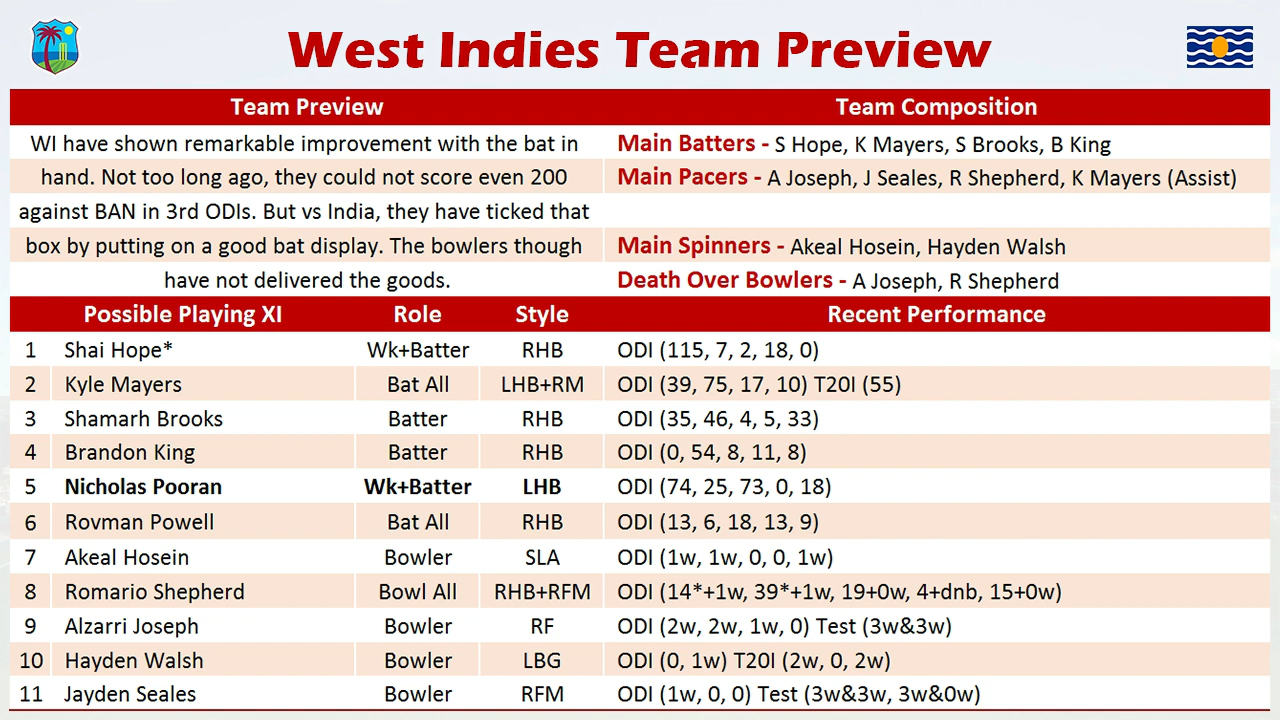 West Indies Team Preview
Team Preview
Team Composition
WI have shown remarkable improvement with the bat in
hand. Not too long ago, they could not score even 200
against BAN in 3rd ODIs. But vs India, they have ticked that
box by putting on a good bat display. The bowlers though
have not delivered the goods.
Main Batters - S Hope, K Mayers, S Brooks, B King
Main Pacers - A Joseph, J Seales, R Shepherd, K Mayers (Assist)
Main Spinners - Akeal Hosein, Hayden Walsh
Death Over Bowlers - A Joseph, R Shepherd
Possible Playing XI Role Style Recent Performance
1 Shai Hope* Wk+Batter RHB ODI (115, 7, 2, 18, 0)
2 Kyle Mayers Bat All LHB+RM ODI (39, 75, 17, 10) T20I (55)
3 Shamarh Brooks Batter RHB ODI (35, 46, 4, 5, 33)
4 Brandon King Batter RHB ODI (0, 54, 8, 11, 8)
5 Nicholas Pooran Wk+Batter LHB ODI (74, 25, 73, 0, 18)
6 Rovman Powell Bat All RHB ODI (13, 6, 18, 13, 9)
7 Akeal Hosein Bowler SLA ODI (1w, 1w, 0, 0, 1w)
8 Romario Shepherd Bowl All RHB+RFM ODI (14*+1w, 39*+1w, 19+0w, 4+dnb, 15+0w)
9 Alzarri Joseph Bowler RF ODI (2w, 2w, 1w, 0) Test (3w&3w)
10 Hayden Walsh Bowler LBG ODI (0, 1w) T20I (2w, 0, 2w)
11 Jayden Seales Bowler RFM ODI (1w, 0, 0) Test (3w&3w, 3w&0w)